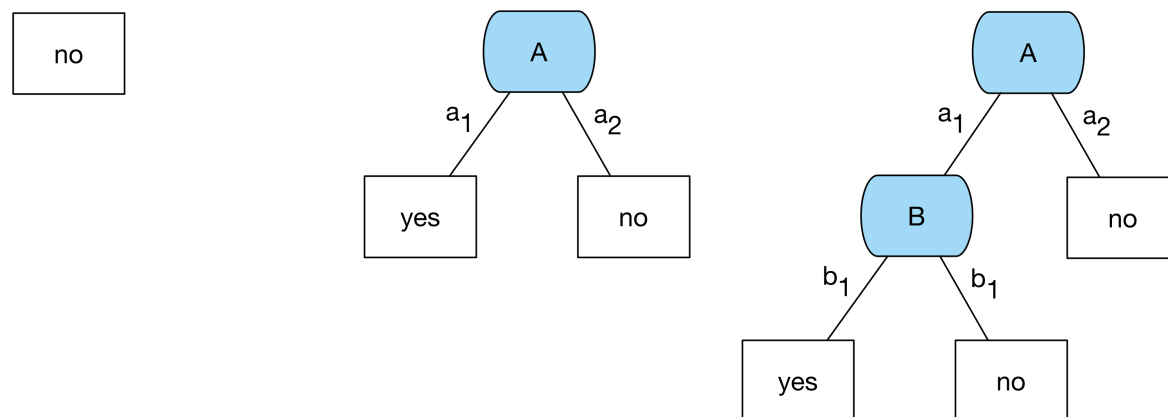 no
A
a1 a2
yes no
A
a1 a2
B no
b1 b1
yes no